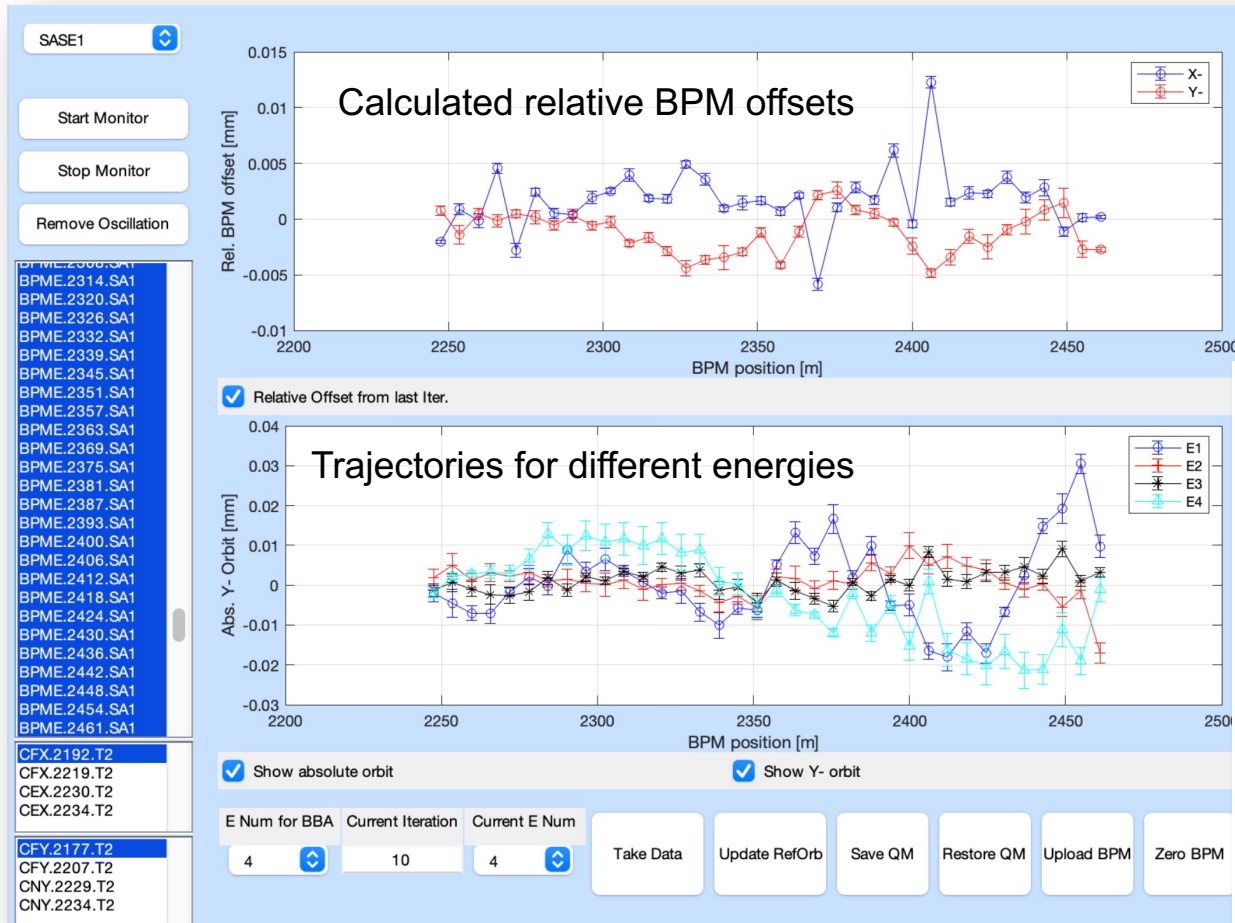 SASE1
Start Monitor
Stop Monitor
Remove Oscillation
BPME.2308.SA1
BPME.2314.SA1
BPME.2320.SA1
BPME.2326.SA1
BPME.2332.SA1
BPME.2339.SA1
BPME.2345.SA1
BPME.2351.SA1
BPME.2357.SA1
BPME.2363.SA1
BPME.2369.SA1
BPME.2375.SA1
BPME.2381.SA1
BPME.2387.SA1
BPME.2393.SA1
BPME.2400.SA1
BPME.2406.SA1
BPME.2412.SA1
BPME.2418.SA1
BPME.2424.SA1
BPME.2430.SA1
BPME.2436.SA1
BPME.2442.SA1
BPME.2448.SA1
BPME.2454.SA1
BPME.2461.SA1
CFX.2192.T2
CFX.2219.T2
CEX.2230.T2
CEX.2234.T2
CFY.2177.T2
CFY.2207.T2
CNY.2229.T2
CNY.2234.T2
Calculated relative BPM offsets
X-
Y-
Rel. BPM offset [mm]
0.015
0.01
0.005
0
-0.005
-0.01
2200 2250 2300 2350 2400 2450 2500
BPM position [m]
Relative Offset from last Iter.
Trajectories for different energies
E1
E2
E3
E4
Abs. Y- Orbit [mm]
0.04
0.03
0.02
0.01
0
-0.01
-0.02
-0.03
2200 2250 2300 2350 2400 2450 250
BPM position [m]
Show absolute orbit
Show Y- orbit
E Num for BBA Current Iteration Current E Num
4 10 4
Take Data Update RefOrb Save QM Restore QM Upload BPM Zero BPM